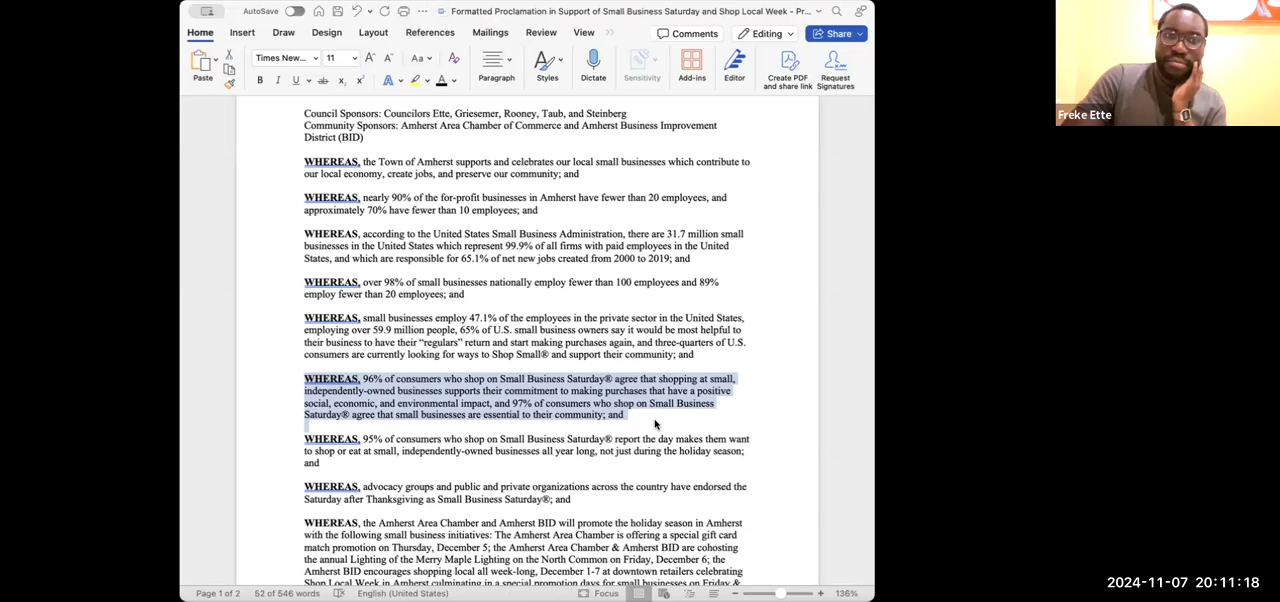 AutoSave
Formatted Proclamation in Support of Small Business Saturday and Shop Local Week - Pr...
Home Insert Draw Design Layout References Mailings Review View Comments Editing Share
Paste
Times New... 11 Aa
B I U ab x₂ x² A A
Paragraph Styles Dictate Sensitivity Add-ins Editor Create PDF and share link Request Signatures
Council Sponsors: Councilors Ette, Griesemer, Rooney, Taub, and Steinberg
Community Sponsors: Amherst Area Chamber of Commerce and Amherst Business Improvement
District (BID)
WHEREAS, the Town of Amherst supports and celebrates our local small businesses which contribute to
our local economy, create jobs, and preserve our community; and
WHEREAS, nearly 90% of the for-profit businesses in Amherst have fewer than 20 employees, and
approximately 70% have fewer than 10 employees; and
WHEREAS, according to the United States Small Business Administration, there are 31.7 million small
businesses in the United States which represent 99.9% of all firms with paid employees in the United
States, and which are responsible for 65.1% of net new jobs created from 2000 to 2019; and
WHEREAS, over 98% of small businesses nationally employ fewer than 100 employees and 89%
employ fewer than 20 employees; and
WHEREAS, small businesses employ 47.1% of the employees in the private sector in the United States,
employing over 59.9 million people, 65% of U.S. small business owners say it would be most helpful to
their business to have their “regulars” return and start making purchases again, and three-quarters of U.S.
consumers are currently looking for ways to Shop Small® and support their community; and
WHEREAS, 96% of consumers who shop on Small Business Saturday® agree that shopping at small,
independently-owned businesses supports their commitment to making purchases that have a positive
social, economic, and environmental impact, and 97% of consumers who shop on Small Business
Saturday® agree that small businesses are essential to their community; and
WHEREAS, 95% of consumers who shop on Small Business Saturday® report the day makes them want
to shop or eat at small, independently-owned businesses all year long, not just during the holiday season;
and
WHEREAS, advocacy groups and public and private organizations across the country have endorsed the
Saturday after Thanksgiving as Small Business Saturday®; and
WHEREAS, the Amherst Area Chamber and Amherst BID will promote the holiday season in Amherst
with the following small business initiatives: The Amherst Area Chamber is offering a special gift card
match promotion on Thursday, December 5; the Amherst Area Chamber & Amherst BID are cohosting
the annual Lighting of the Merry Maple Lighting on the North Common on Friday, December 6; the
Amherst BID encourages shopping local all week-long, December 1-7 at downtown retailers celebrating
Shop Local Week in Amherst culminating in a special promotion days for small businesses on Friday &
Page 1 of 2 52 of 546 words English (United States) Focus 136%
Freke Ette
2024-11-07 20:11:18